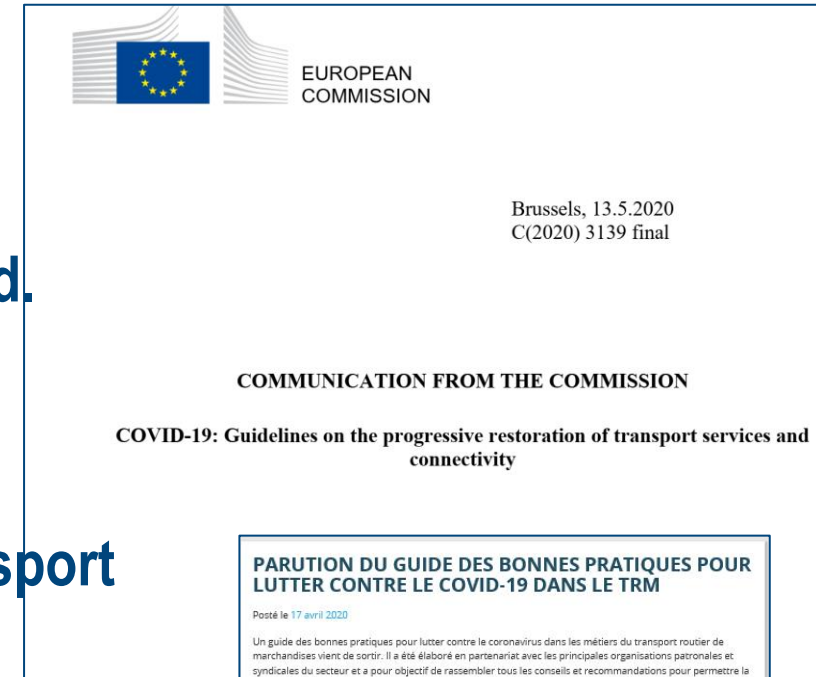 EUROPEAN
COMMISSION
Brussels, 13.5.2020
C(2020) 3139 final
d.
COMMUNICATION FROM THE COMMISSION
COVID-19: Guidelines on the progressive restoration of transport services and
connectivity
sport
PARUTION DU GUIDE DES BONNES PRATIQUES POUR
LUTTER CONTRE LE COVID-19 DANS LE TRM
Posté le 17 avril 2020
Un guide des bonnes pratiques pour lutter contre le coronavirus dans les métiers du transport routier de
marchandises vient de sortir. Il a été élaboré en partenariat avec les principales organisations patronales et
syndicales du secteur et a pour objectif de rassembler tous les conseils et recommandations pour permettre la